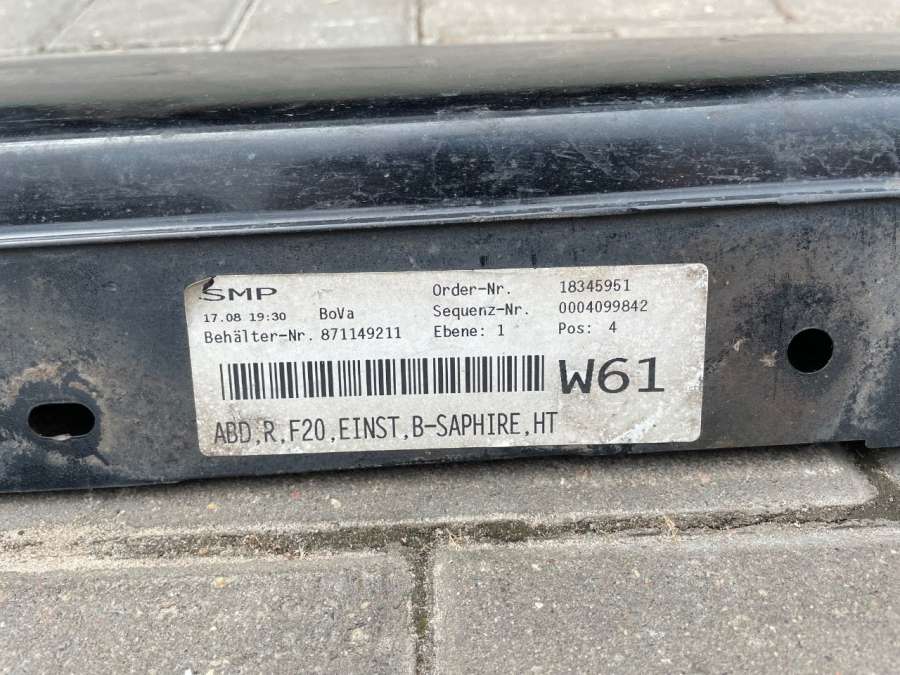 SMP
17.08 19:30 BoVa
Order-Nr. 18345951
Sequenz-Nr. 0004099842
Behälter-Nr. 871149211 Ebene: 1 Pos: 4
W61
ABD,R,F20,EINST,B-SAPHIRE,HT